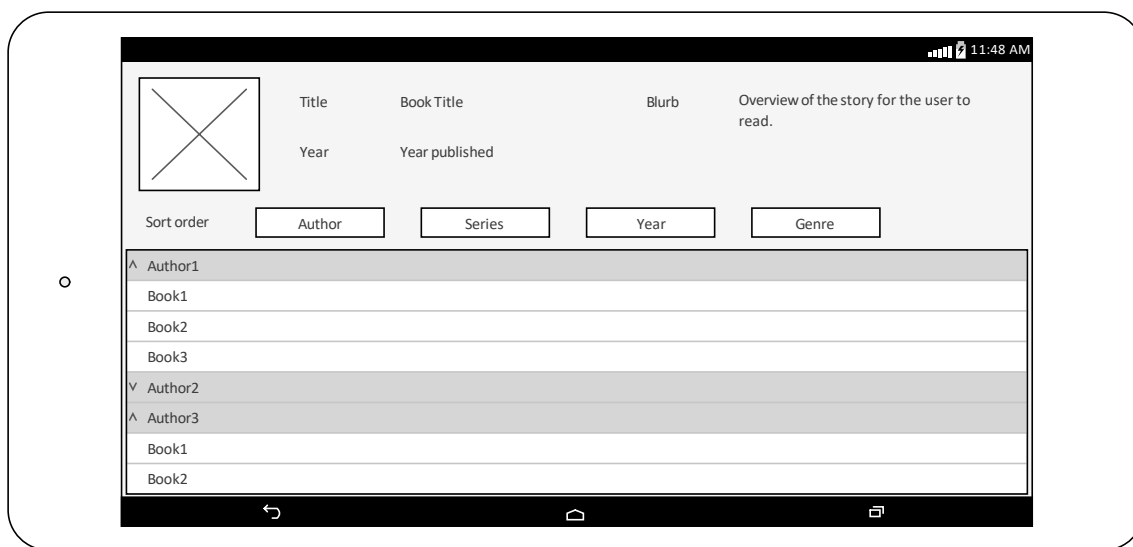 11:48 AM
Title Book Title Blurb Overview of the story for the user to
read.
Year Year published
Sort order Author Series Year Genre
Author1
Book1
Book2
Book3
Author2
Author3
Book1
Book2